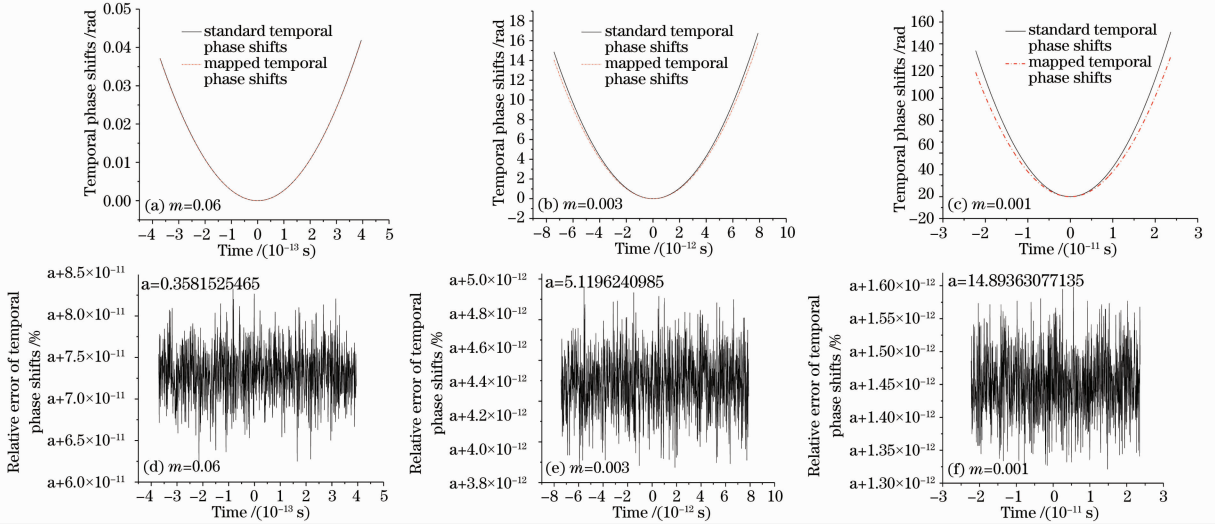 0.05
0.04
0.03
0.02
0.01
0.00
Temporal phase shifts /rad
standard temporal
phase shifts
mapped temporal
phase shifts
(a) m=0.06
−4 −3 −2 −1 0 1 2 3 4 5
Time /(10⁻¹³ s)
18
16
14
12
10
8
6
4
2
0
−2
Temporal phase shifts /rad
standard temporal
phase shifts
mapped temporal
phase shifts
(b) m=0.003
−8 −6 −4 −2 0 2 4 6 8 10
Time /(10⁻¹² s)
160
140
120
100
80
60
40
20
−20
Temporal phase shifts /rad
standard temporal
phase shifts
mapped temporal
phase shifts
(c) m=0.001
−3 −2 −1 0 1 2 3
Time /(10⁻¹¹ s)
a+8.5×10⁻¹¹
a+8.0×10⁻¹¹
a+7.5×10⁻¹¹
a+7.0×10⁻¹¹
a+6.5×10⁻¹¹
a+6.0×10⁻¹¹
Relative error of temporal
phase shifts /%
a=0.3581525465
(d) m=0.06
−4 −3 −2 −1 0 1 2 3 4 5
Time /(10⁻¹³ s)
a+5.0×10⁻¹²
a+4.8×10⁻¹²
a+4.6×10⁻¹²
a+4.4×10⁻¹²
a+4.2×10⁻¹²
a+4.0×10⁻¹²
a+3.8×10⁻¹²
Relative error of temporal
phase shifts /%
a=5.1196240985
(e) m=0.003
−8 −6 −4 −2 0 2 4 6 8 10
Time /(10⁻¹² s)
a+1.60×10⁻¹²
a+1.55×10⁻¹²
a+1.50×10⁻¹²
a+1.45×10⁻¹²
a+1.40×10⁻¹²
a+1.35×10⁻¹²
a+1.30×10⁻¹²
Relative error of temporal
phase shifts /%
a=14.89363077135
(f) m=0.001
−3 −2 −1 0 1 2 3
Time /(10⁻¹¹ s)